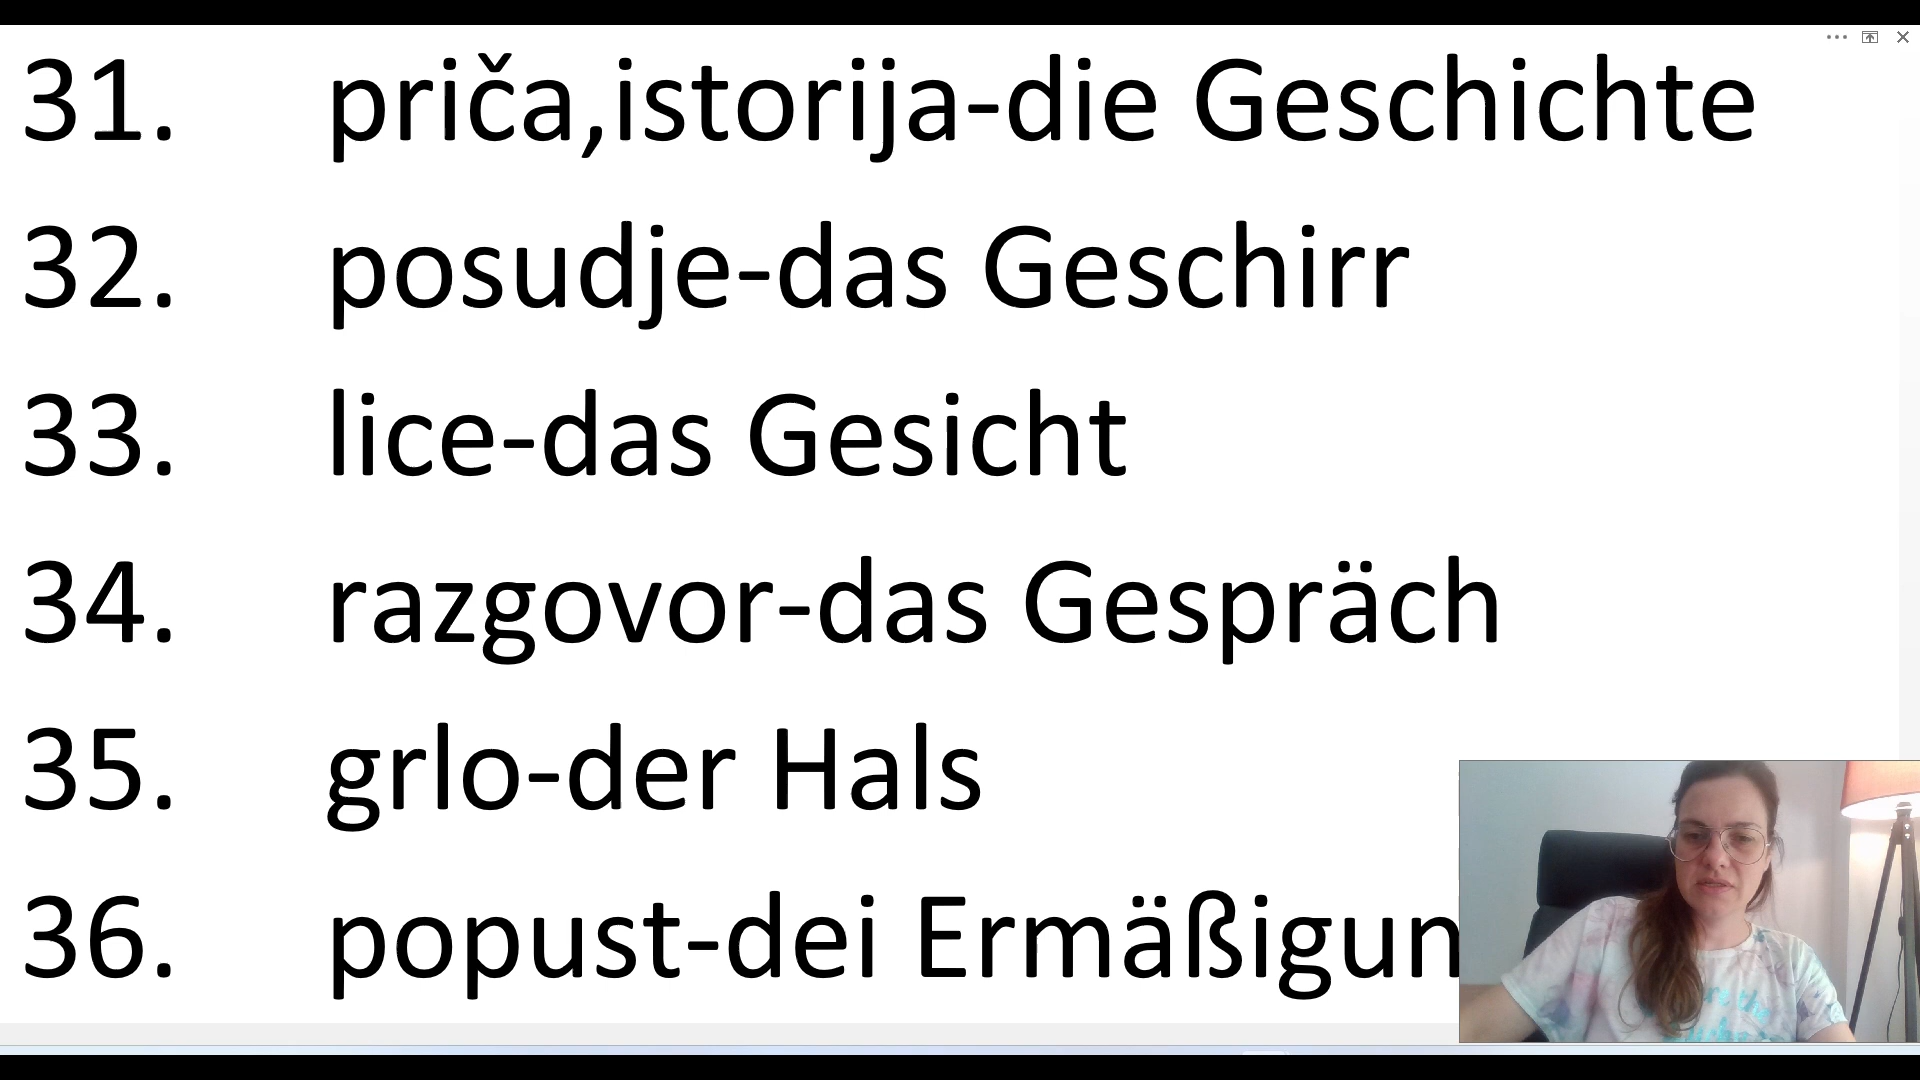 31. priča,istorija-die Geschichte
32. posudje-das Geschirr
33. lice-das Gesicht
34. razgovor-das Gespräch
35. grlo-der Hals
36. popust-dei Ermäßigun